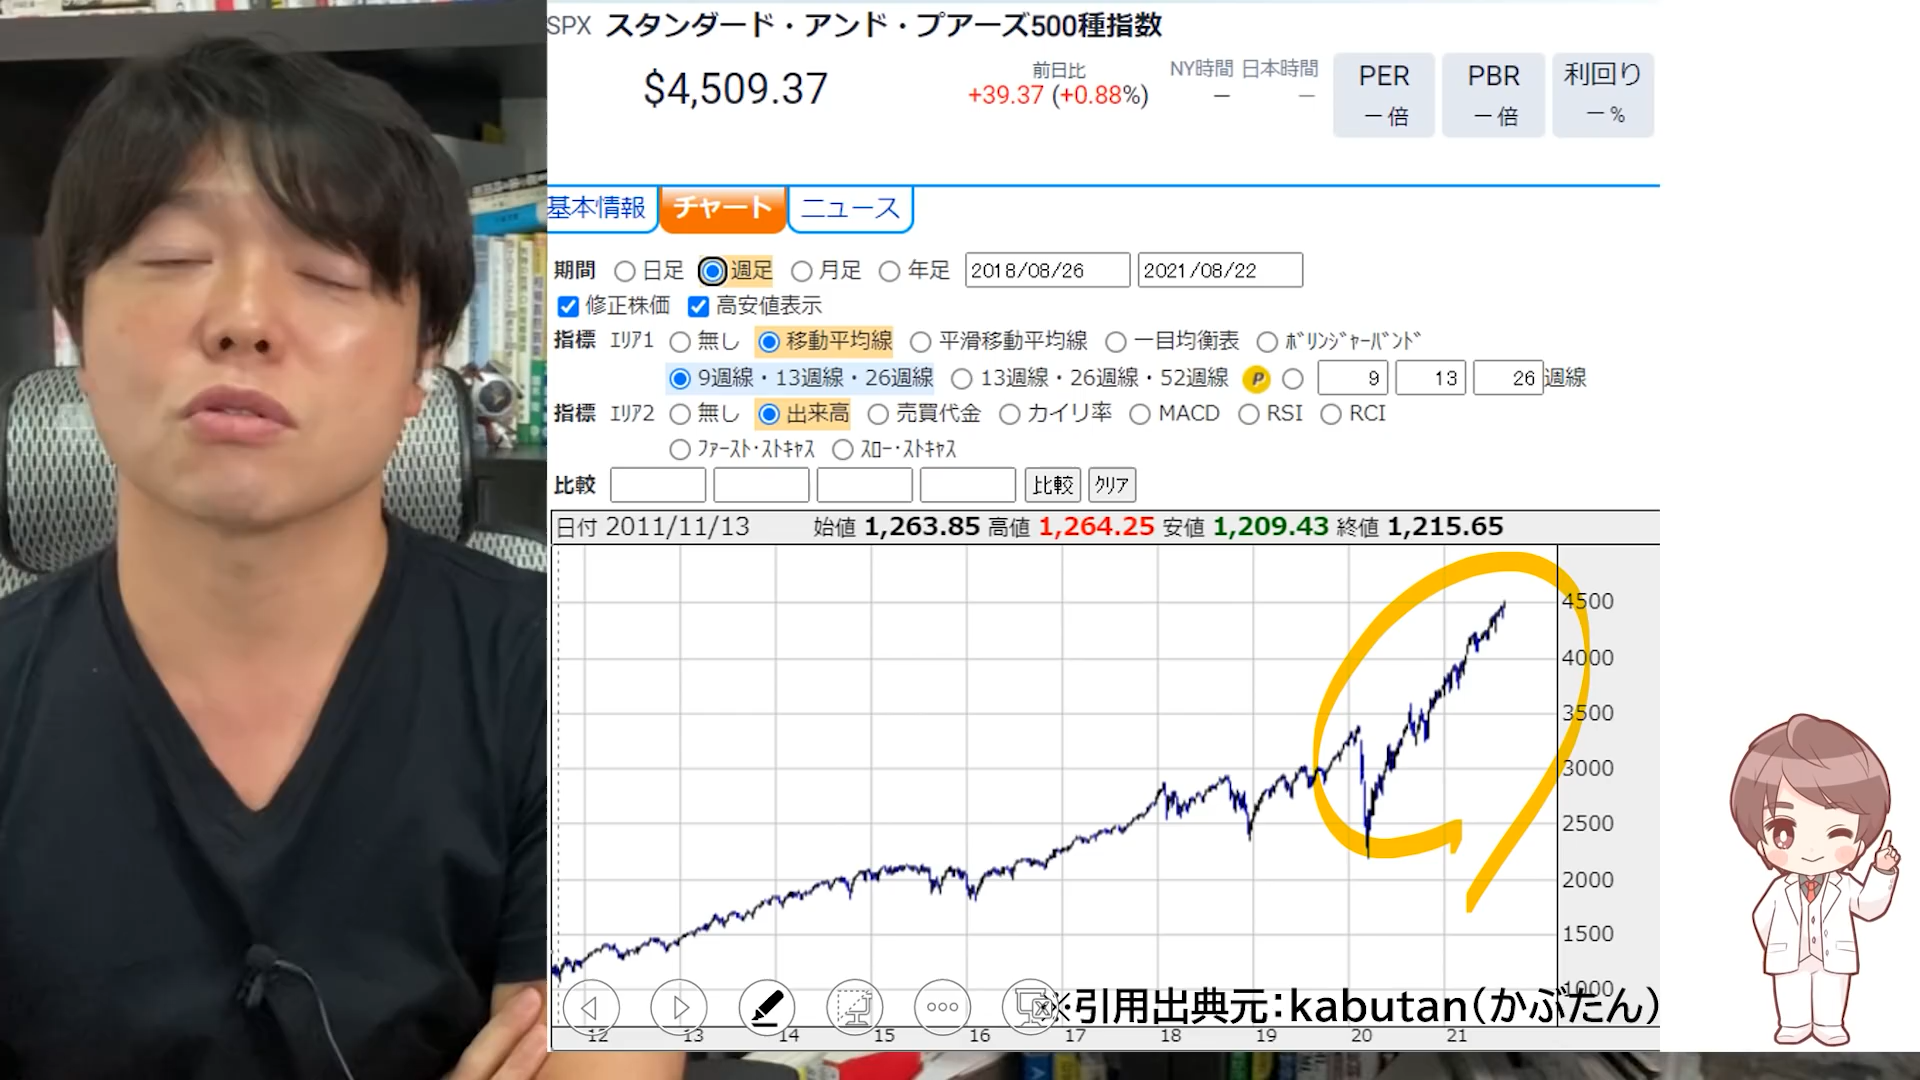 SPX スタンダード・アンド・プアーズ500種指数
$4,509.37
前日比
+39.37 (+0.88%)
NY時間 日本時間
－ －
PER
－倍
PBR
－倍
利回り
－%
基本情報 チャート ニュース
期間 日足 週足 月足 年足 2018/08/26 2021/08/22
修正株価 高安値表示
指標 ｴﾘｱ1 無し 移動平均線 平滑移動平均線 一目均衡表 ﾎﾞﾘﾝｼﾞｬｰﾊﾞﾝﾄﾞ
9週線・13週線・26週線 13週線・26週線・52週線 P 9 13 26 週線
指標 ｴﾘｱ2 無し 出来高 売買代金 カイリ率 MACD RSI RCI
ﾌｧｰｽﾄ･ｽﾄｷｬｽ ｽﾛｰ･ｽﾄｷｬｽ
比較 比較 ｸﾘｱ
日付 2011/11/13 始値 1,263.85 高値 1,264.25 安値 1,209.43 終値 1,215.65
4500
4000
3500
3000
2500
2000
1500
1000
※引用出典元：kabutan（かぶたん）
12 13 14 15 16 17 18 19 20 21